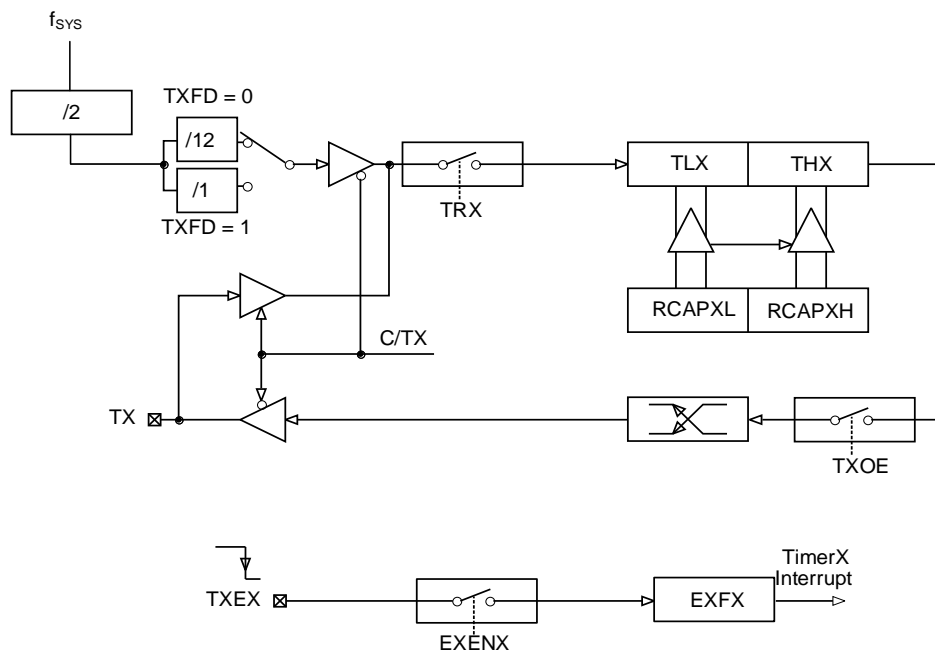 fSYS
/2
TXFD = 0
/12
/1
TXFD = 1
TRX
TLX
THX
RCAPXL
RCAPXH
C/TX
TX
TXOE
TXEX
EXENX
EXFX
TimerX
Interrupt